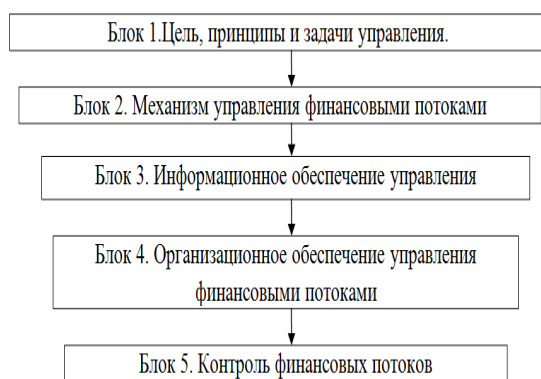 Блок 1.Цель, принципы и задачи управления.
Блок 2. Механизм управления финансовыми потоками
Блок 3. Информационное обеспечение управления
Блок 4. Организационное обеспечение управления
финансовыми потоками
Блок 5. Контроль финансовых потоков